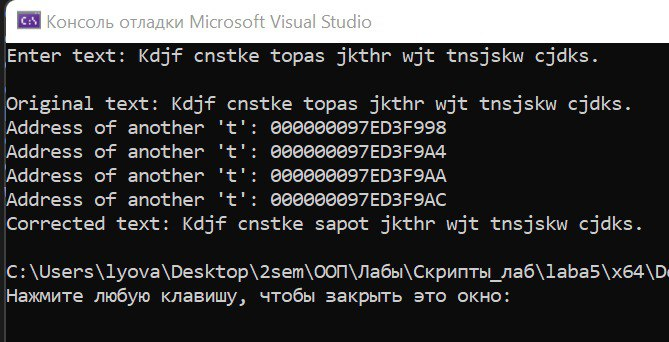 Консоль отладки Microsoft Visual Studio
Enter text: Kdjf cnstke topas jkthr wjt tnsjskw cjdks.
Original text: Kdjf cnstke topas jkthr wjt tnsjskw cjdks.
Address of another 't': 000000097ED3F998
Address of another 't': 000000097ED3F9A4
Address of another 't': 000000097ED3F9AA
Address of another 't': 000000097ED3F9AC
Corrected text: Kdjf cnstke sapot jkthr wjt tnsjskw cjdks.
C:\Users\lyova\Desktop\2sem\ООП\Лабы\Скрипты_лаб\laba5\x64\De
Нажмите любую клавишу, чтобы закрыть это окно: